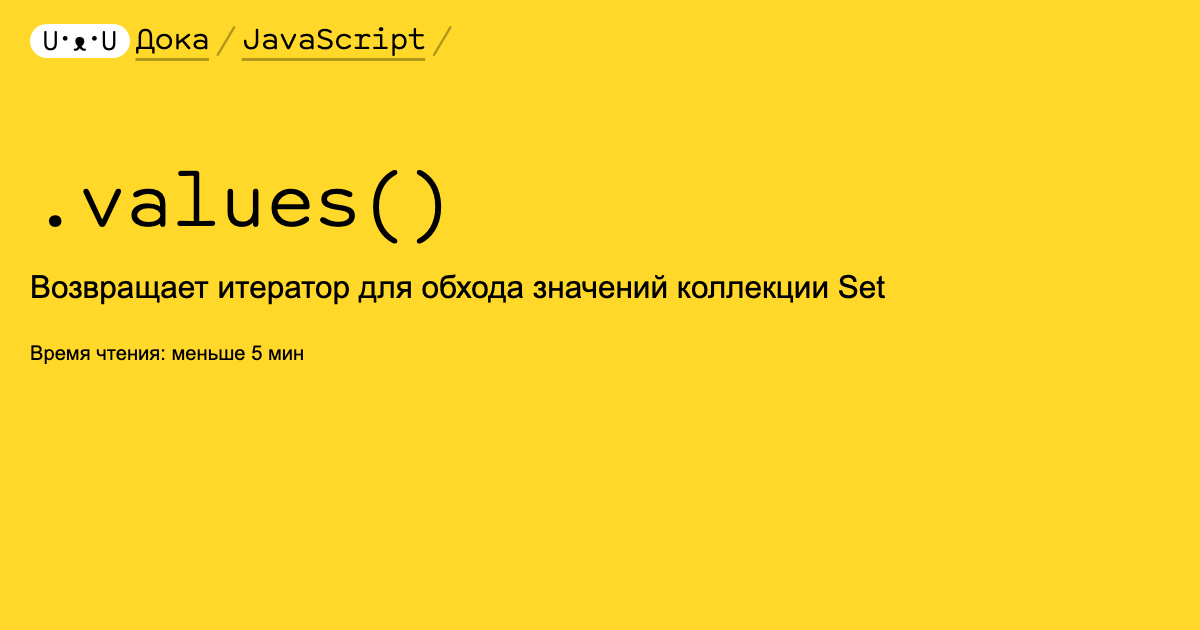 U·ᴥ·U Дока / JavaScript /
.values()
Возвращает итератор для обхода значений коллекции Set
Время чтения: меньше 5 мин